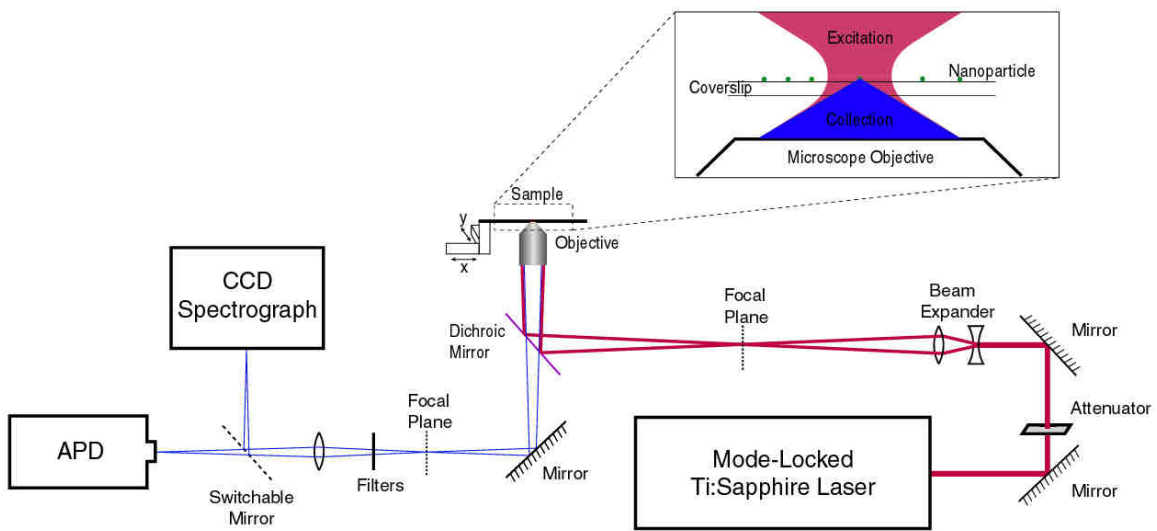 Excitation
Nanoparticle
Coverslip
Collection
Microscope Objective
Sample
y
x
Objective
CCD
Spectrograph
Dichroic
Mirror
Focal
Plane
Beam
Expander
Mirror
Attenuator
Mirror
Focal
Plane
APD
Switchable
Mirror
Filters
Mirror
Mode-Locked
Ti:Sapphire Laser